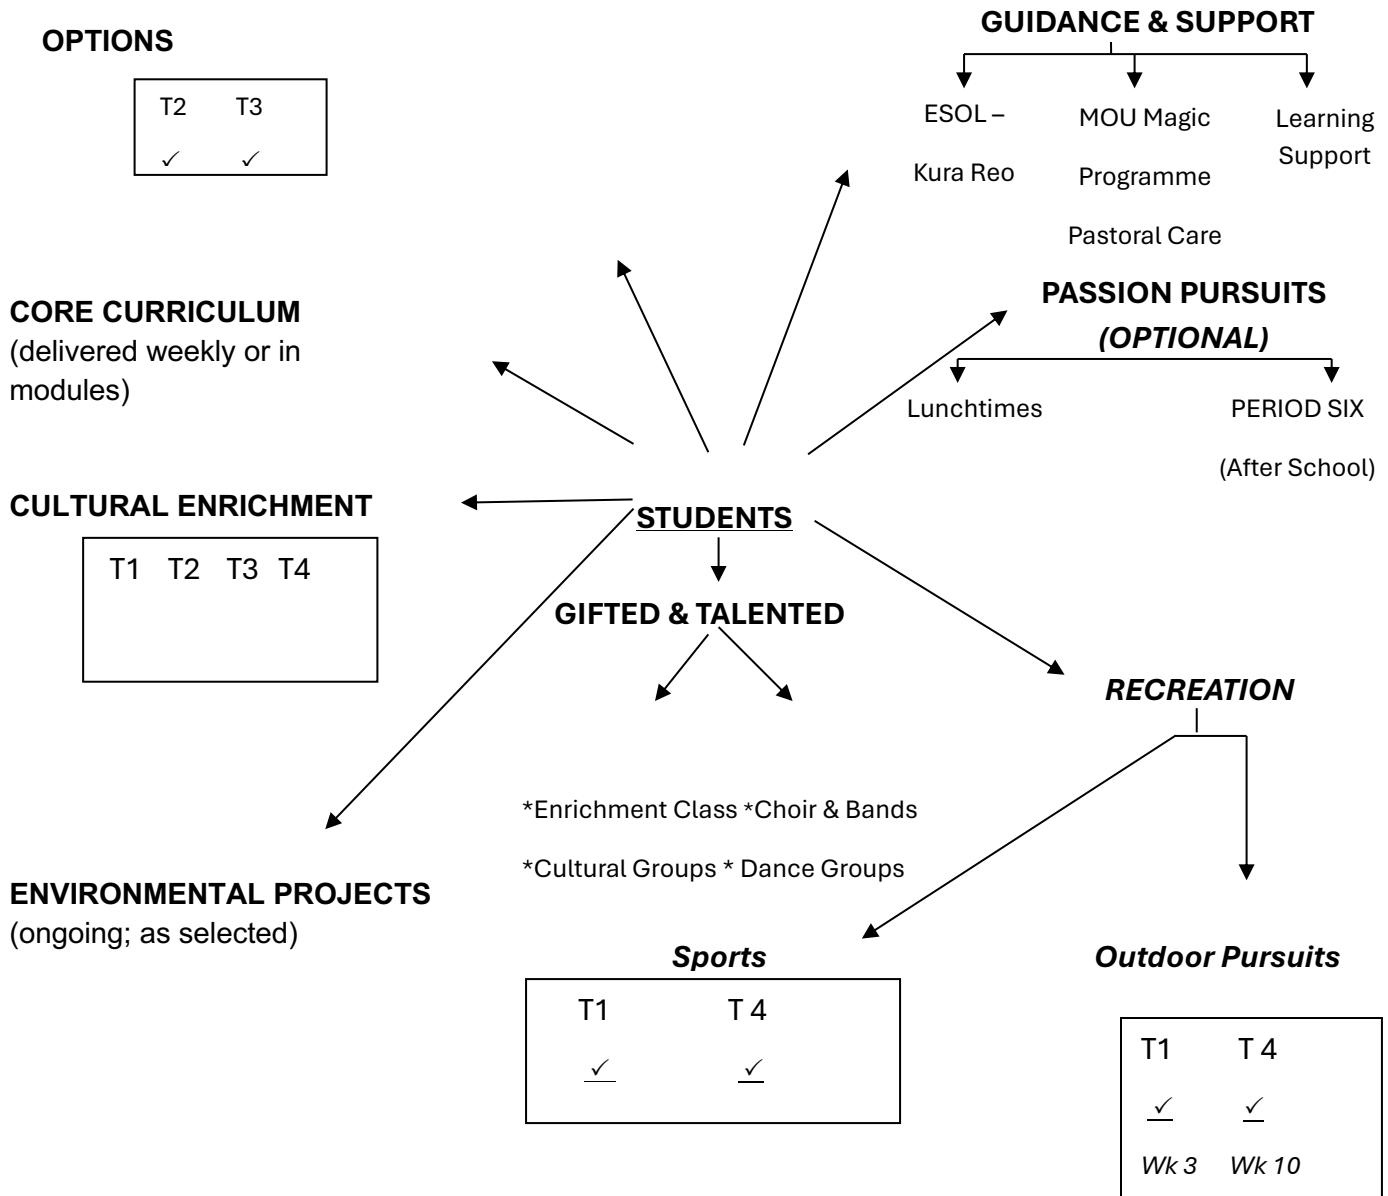 OPTIONS
T2 T3
✓ ✓
GUIDANCE & SUPPORT
ESOL –
Kura Reo
MOU Magic
Programme
Pastoral Care
Learning
Support
CORE CURRICULUM
(delivered weekly or in
modules)
PASSION PURSUITS
(OPTIONAL)
Lunchtimes
PERIOD SIX
(After School)
CULTURAL ENRICHMENT
T1 T2 T3 T4
STUDENTS
GIFTED & TALENTED
*Enrichment Class *Choir & Bands
*Cultural Groups * Dance Groups
RECREATION
ENVIRONMENTAL PROJECTS
(ongoing; as selected)
Sports
T1 T 4
✓ ✓
Outdoor Pursuits
T1 T 4
✓ ✓
Wk 3 Wk 10